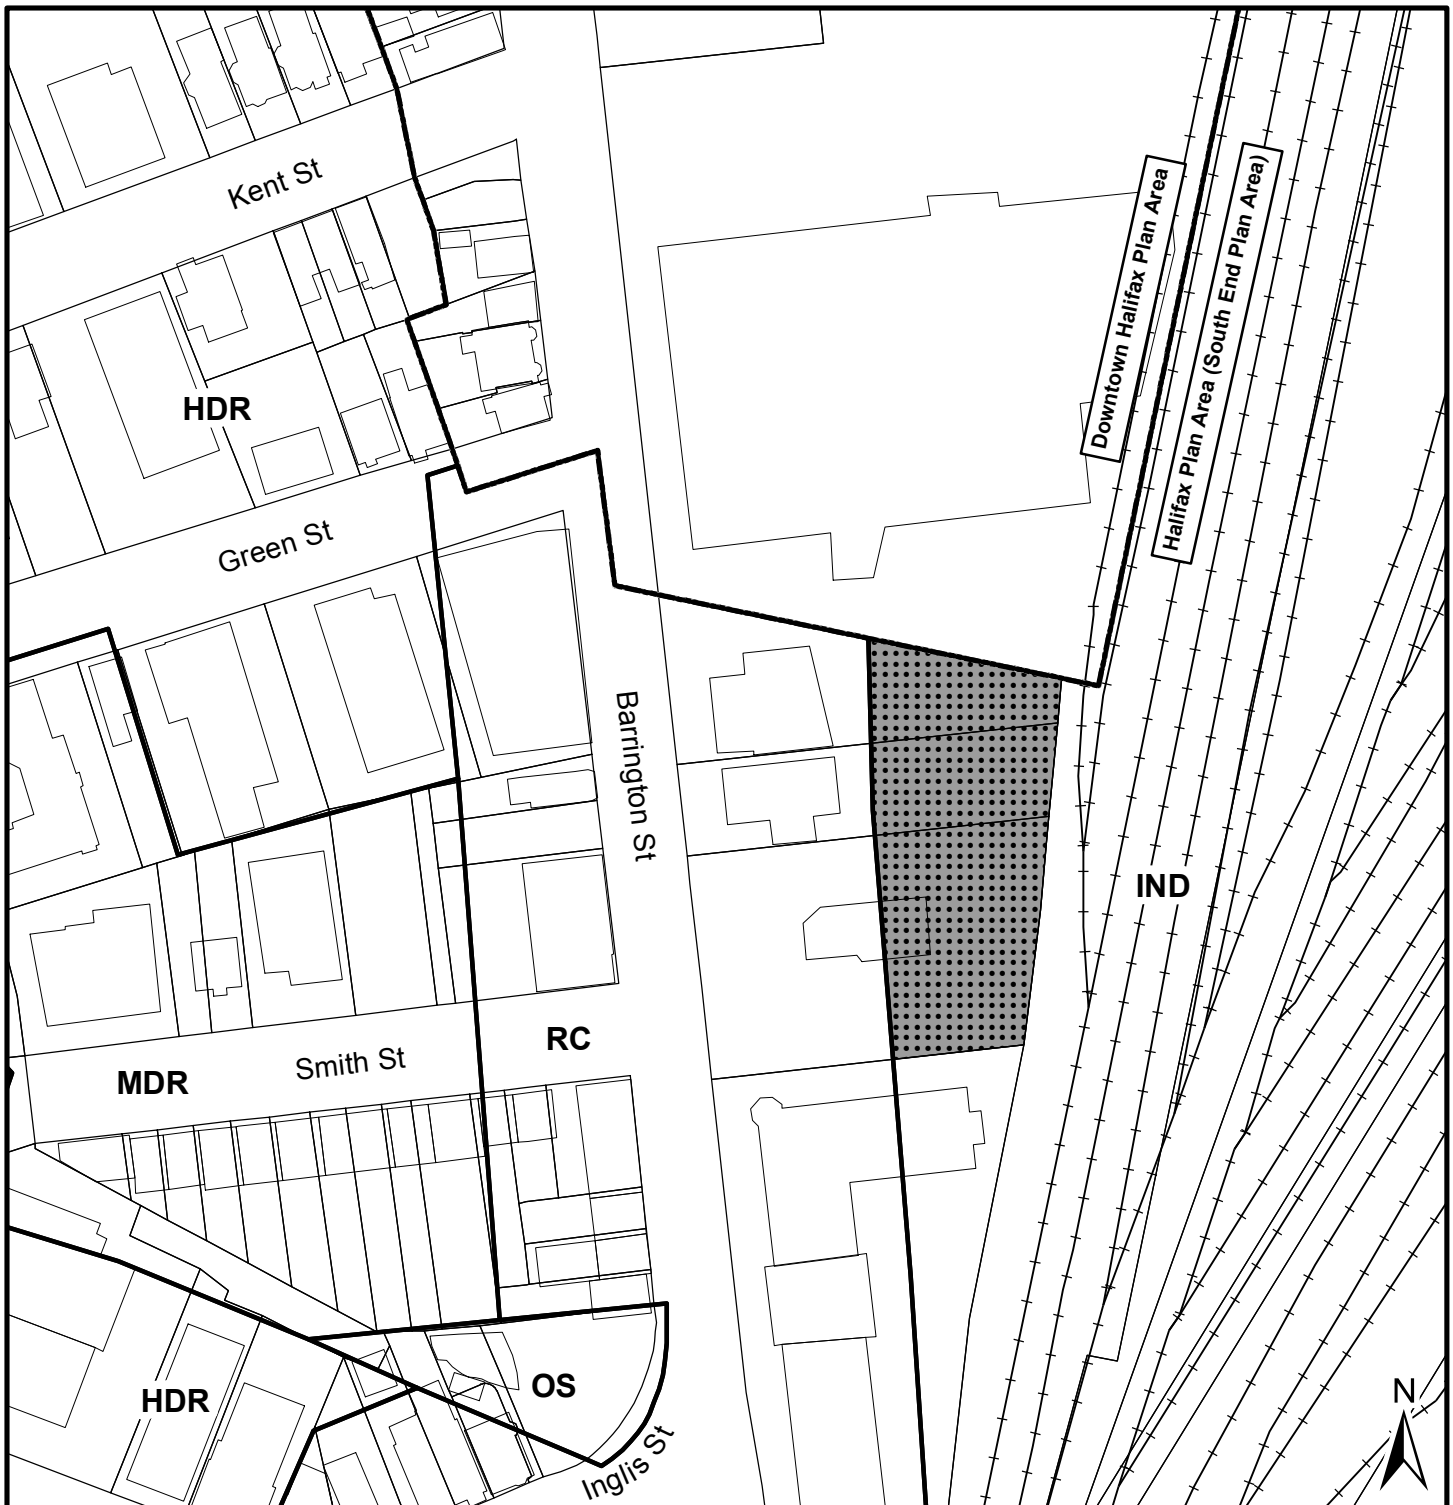 Kent St
Downtown Halifax Plan Area
Halifax Plan Area (South End Plan Area)
HDR
Green St
Barrington St
IND
RC
Smith St
MDR
OS
HDR
Inglis St
N